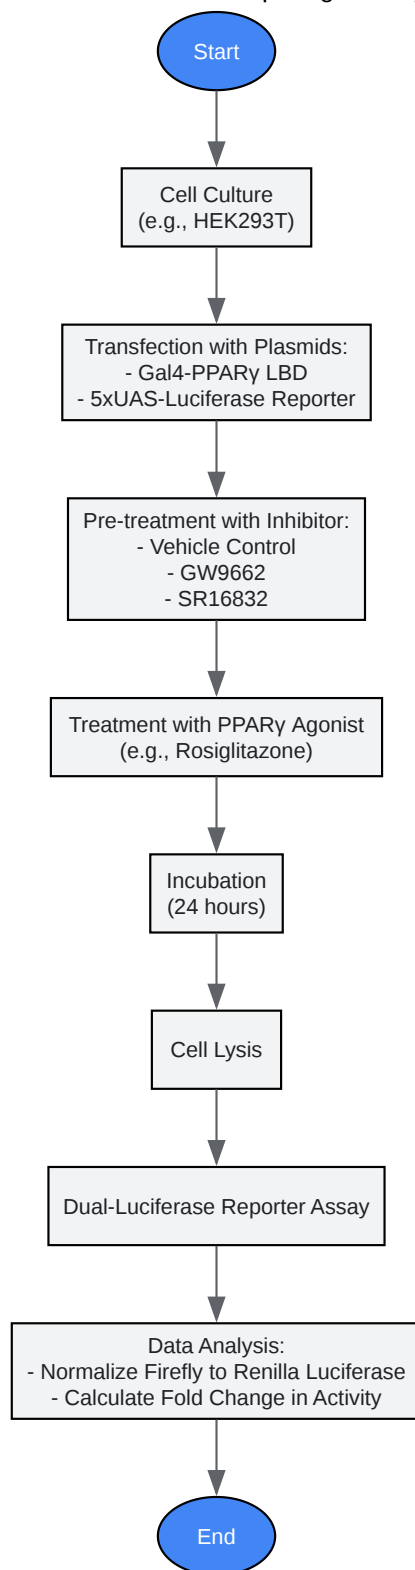 Start
Cell Culture
(e.g., HEK293T)
Transfection with Plasmids:
- Gal4-PPARγ LBD
- 5xUAS-Luciferase Reporter
Pre-treatment with Inhibitor:
- Vehicle Control
- GW9662
- SR16832
Treatment with PPARγ Agonist
(e.g., Rosiglitazone)
Incubation
(24 hours)
Cell Lysis
Dual-Luciferase Reporter Assay
Data Analysis:
- Normalize Firefly to Renilla Luciferase
- Calculate Fold Change in Activity
End